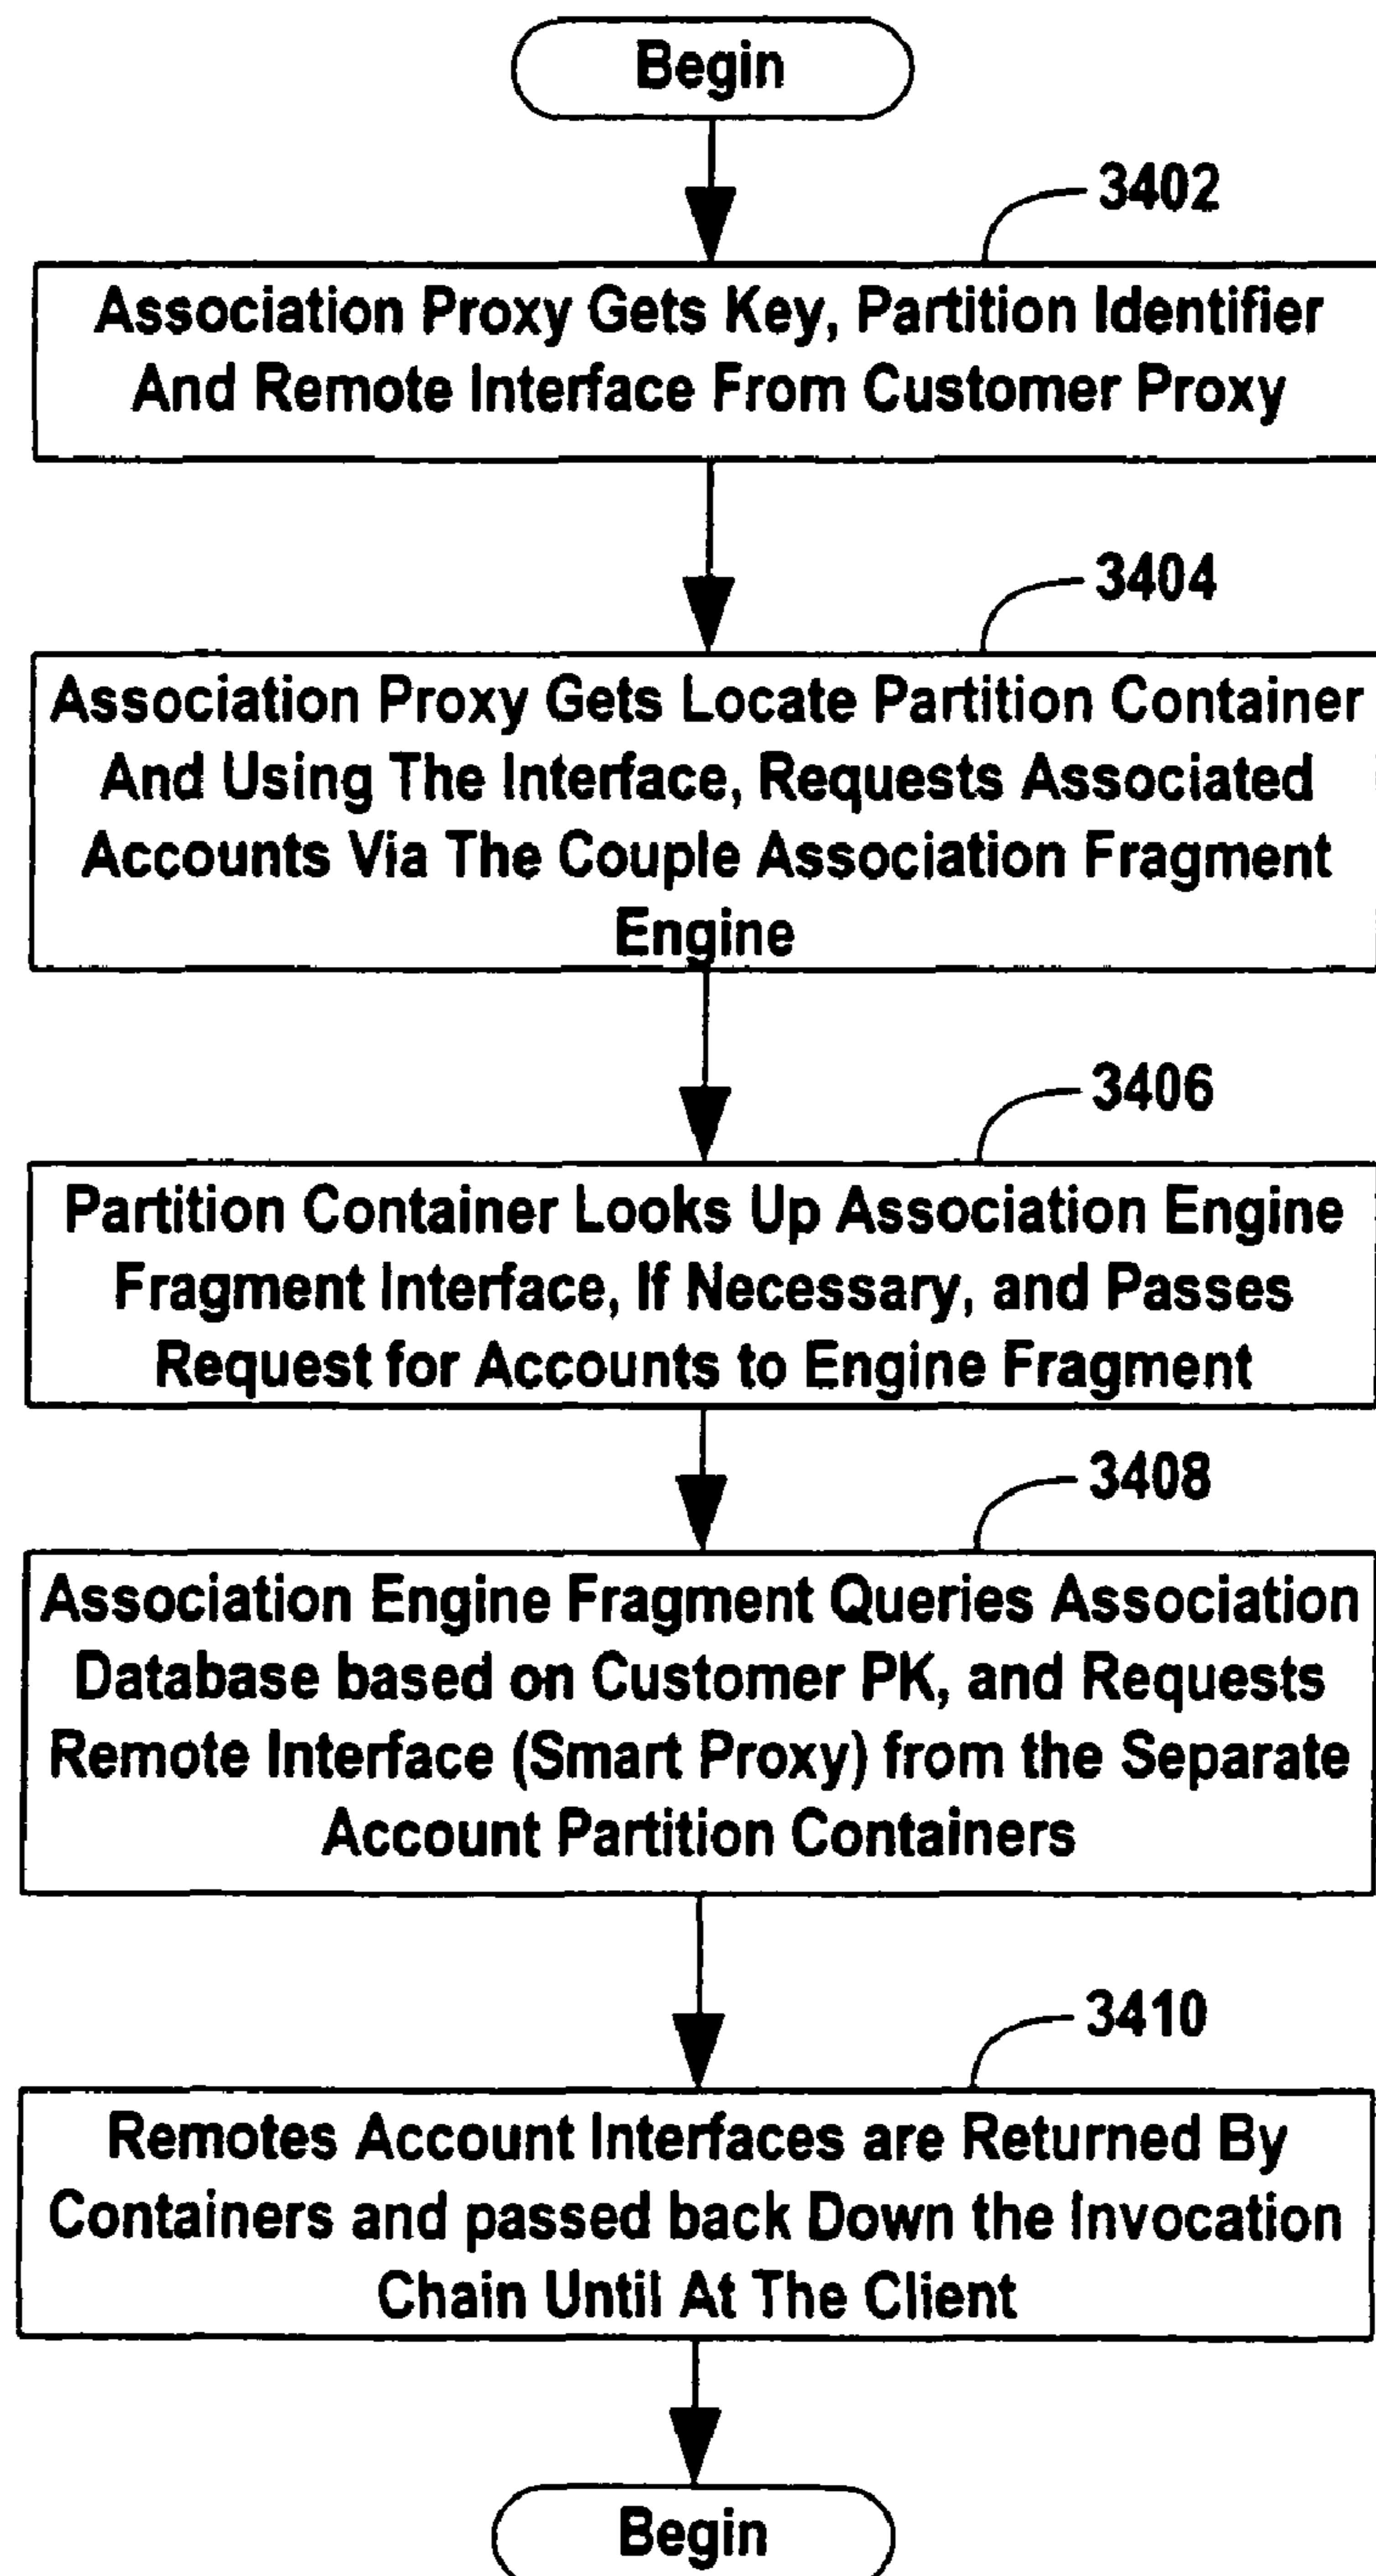 Begin
3402
Association Proxy Gets Key, Partition Identifier
And Remote Interface From Customer Proxy
3404
Association Proxy Gets Locate Partition Container
And Using The Interface, Requests Associated
Accounts Via The Couple Association Fragment
Engine
3406
Partition Container Looks Up Association Engine
Fragment Interface, If Necessary, and Passes
Request for Accounts to Engine Fragment
3408
Association Engine Fragment Queries Association
Database based on Customer PK, and Requests
Remote Interface (Smart Proxy) from the Separate
Account Partition Containers
3410
Remotes Account Interfaces are Returned By
Containers and passed back Down the Invocation
Chain Until At The Client
Begin